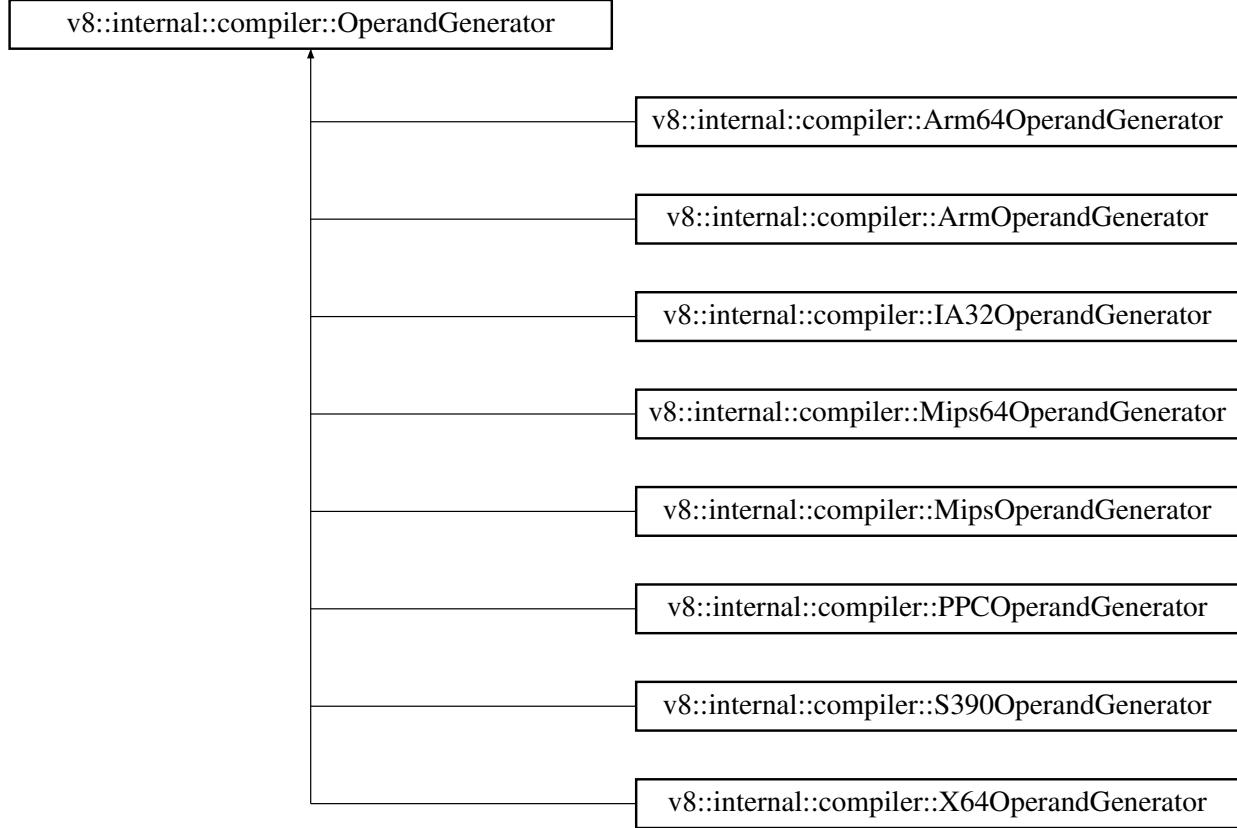 v8::internal::compiler::OperandGenerator
v8::internal::compiler::Arm64OperandGenerator
v8::internal::compiler::ArmOperandGenerator
v8::internal::compiler::IA32OperandGenerator
v8::internal::compiler::Mips64OperandGenerator
v8::internal::compiler::MipsOperandGenerator
v8::internal::compiler::PPCOperandGenerator
v8::internal::compiler::S390OperandGenerator
v8::internal::compiler::X64OperandGenerator